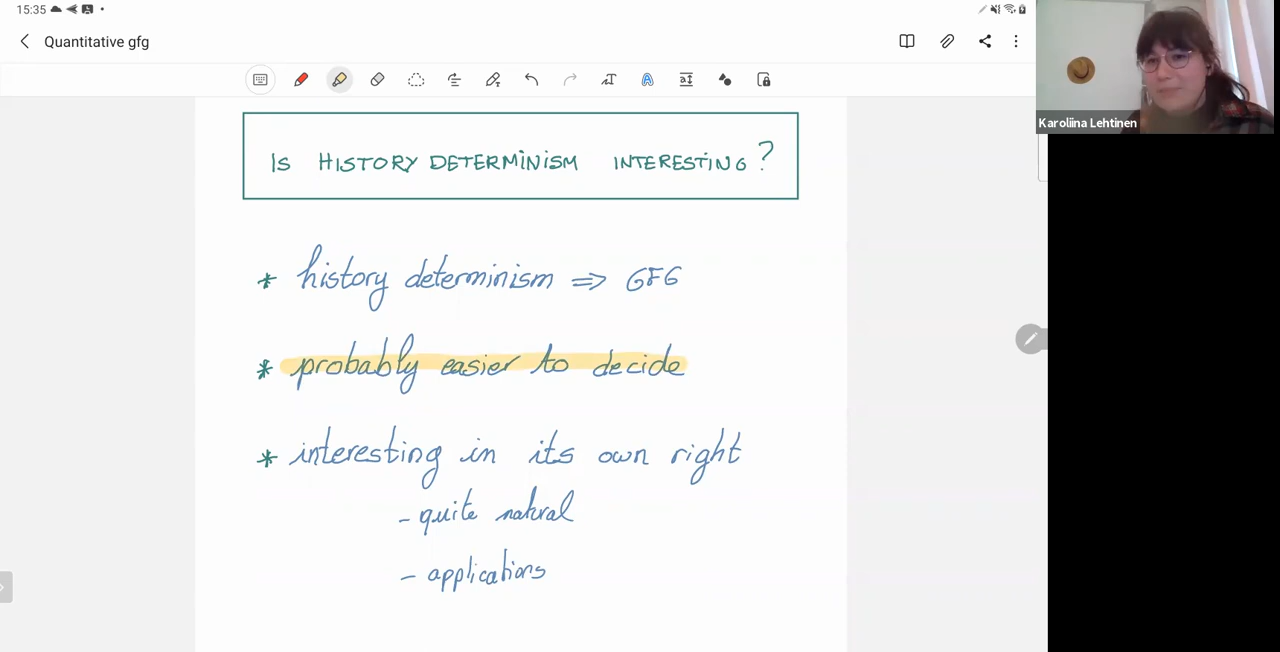 15:35
Quantitative gfg
Karoliina Lehtinen
IS HISTORY DETERMINISM INTERESTING?
* history determinism ⇒ GFG
* probably easier to decide
* interesting in its own right
- quite natural
- applications